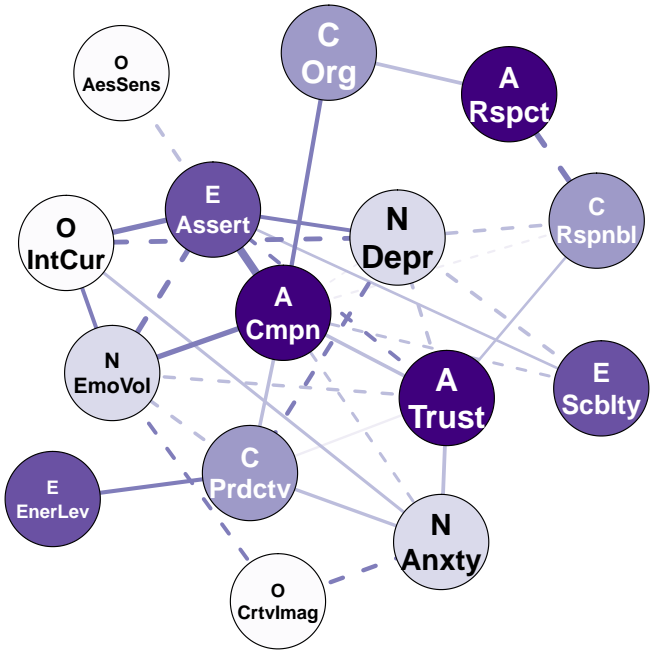 C
Org
O
AesSens
A
Rspct
E
Assert
C
Rspnbl
O
IntCur
N
Depr
A
Cmpn
N
EmoVol
A
Trust
E
Scblty
C
Prdctv
E
EnerLev
N
Anxty
O
CrtvImag